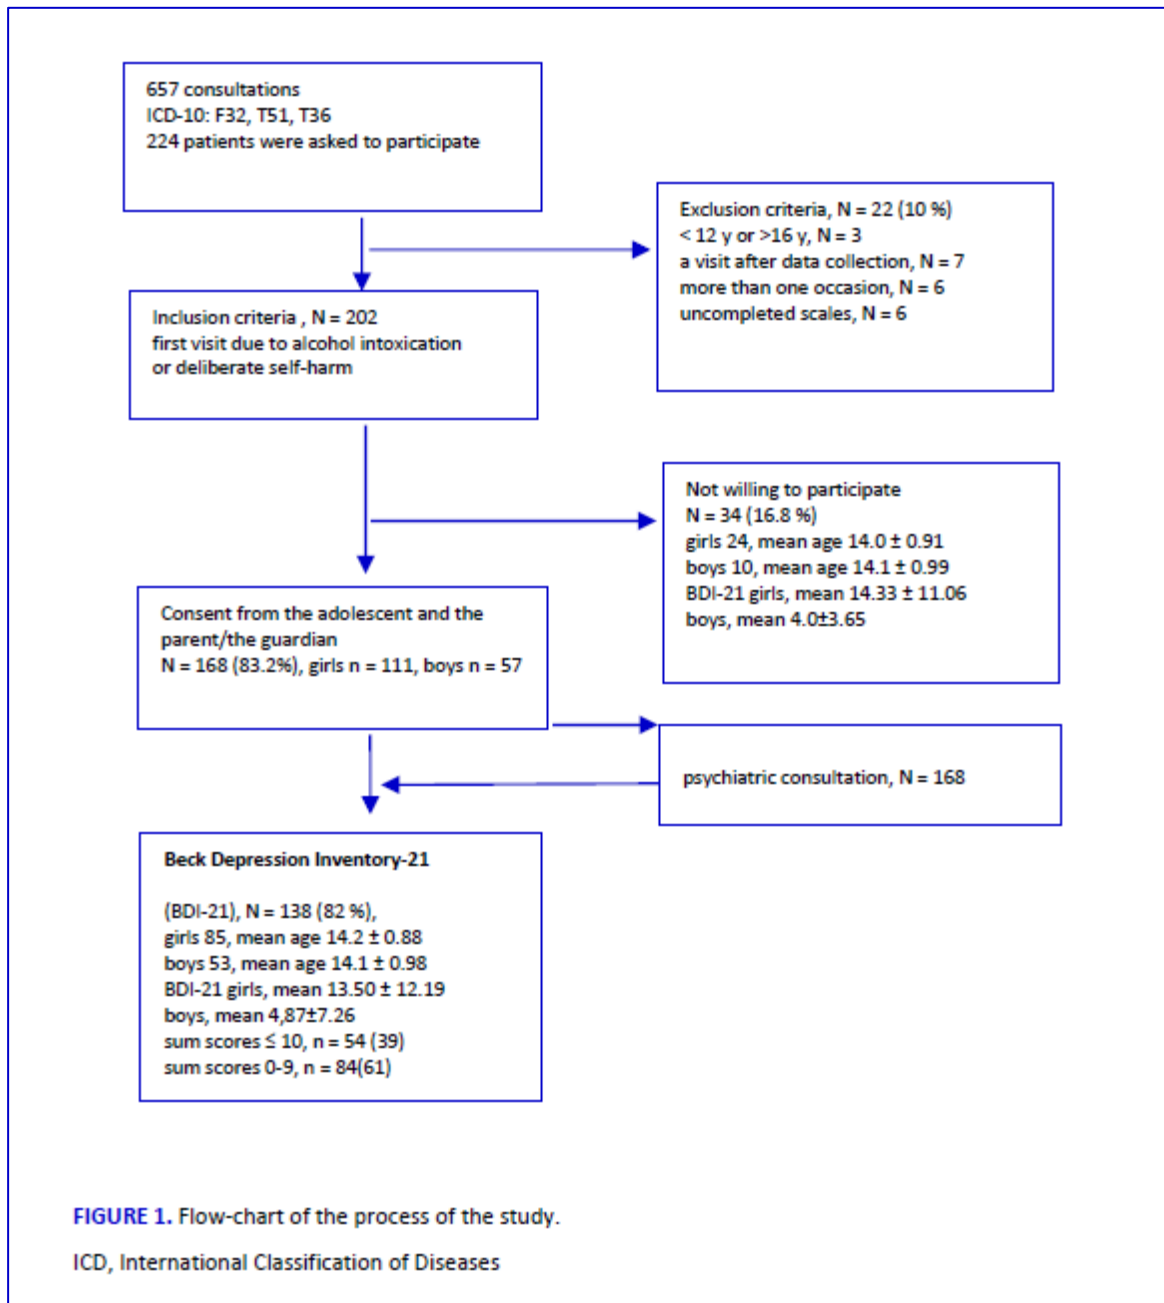 657 consultations
ICD-10: F32, T51, T36
224 patients were asked to participate
Exclusion criteria, N = 22 (10 %)
< 12 y or >16 y, N = 3
a visit after data collection, N = 7
more than one occasion, N = 6
uncompleted scales, N = 6
Inclusion criteria , N = 202
first visit due to alcohol intoxication
or deliberate self-harm
Not willing to participate
N = 34 (16.8 %)
girls 24, mean age 14.0 ± 0.91
boys 10, mean age 14.1 ± 0.99
BDI-21 girls, mean 14.33 ± 11.06
boys, mean 4.0±3.65
Consent from the adolescent and the
parent/the guardian
N = 168 (83.2%), girls n = 111, boys n = 57
psychiatric consultation, N = 168
Beck Depression Inventory-21
(BDI-21), N = 138 (82 %),
girls 85, mean age 14.2 ± 0.88
boys 53, mean age 14.1 ± 0.98
BDI-21 girls, mean 13.50 ± 12.19
boys, mean 4,87±7.26
sum scores ≤ 10, n = 54 (39)
sum scores 0-9, n = 84(61)
FIGURE 1. Flow-chart of the process of the study.
ICD, International Classification of Diseases